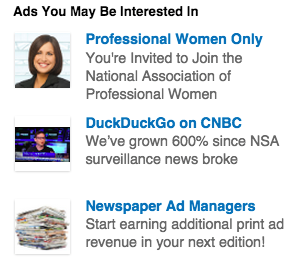 Ads You May Be Interested In
Professional Women Only
You're Invited to Join the
National Association of
Professional Women
DuckDuckGo on CNBC
We've grown 600% since NSA
surveillance news broke
Newspaper Ad Managers
Start earning additional print ad
revenue in your next edition!